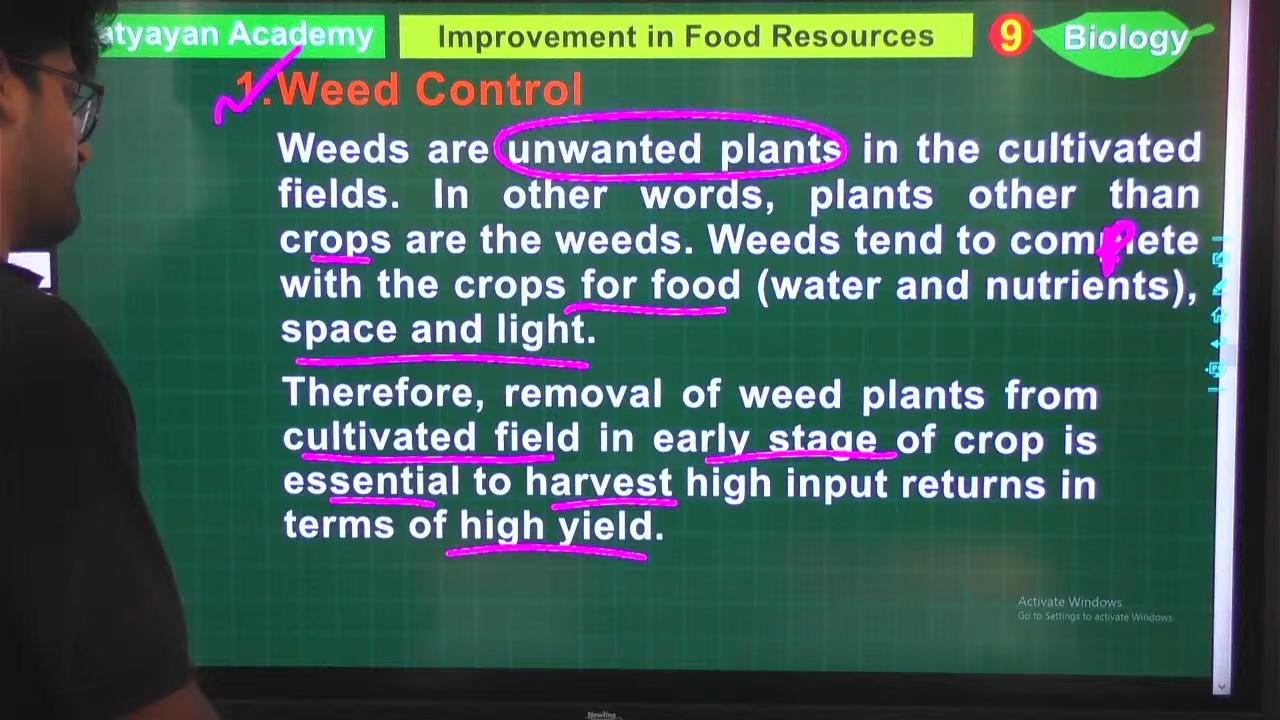 atyayan Academy
Improvement in Food Resources
9
Biology
1. Weed Control
Weeds are unwanted plants in the cultivated
fields. In other words, plants other than
crops are the weeds. Weeds tend to compete
with the crops for food (water and nutrients),
space and light.
Therefore, removal of weed plants from
cultivated field in early stage of crop is
essential to harvest high input returns in
terms of high yield.
Activate Windows
Go to Settings to activate Windows.
Newline